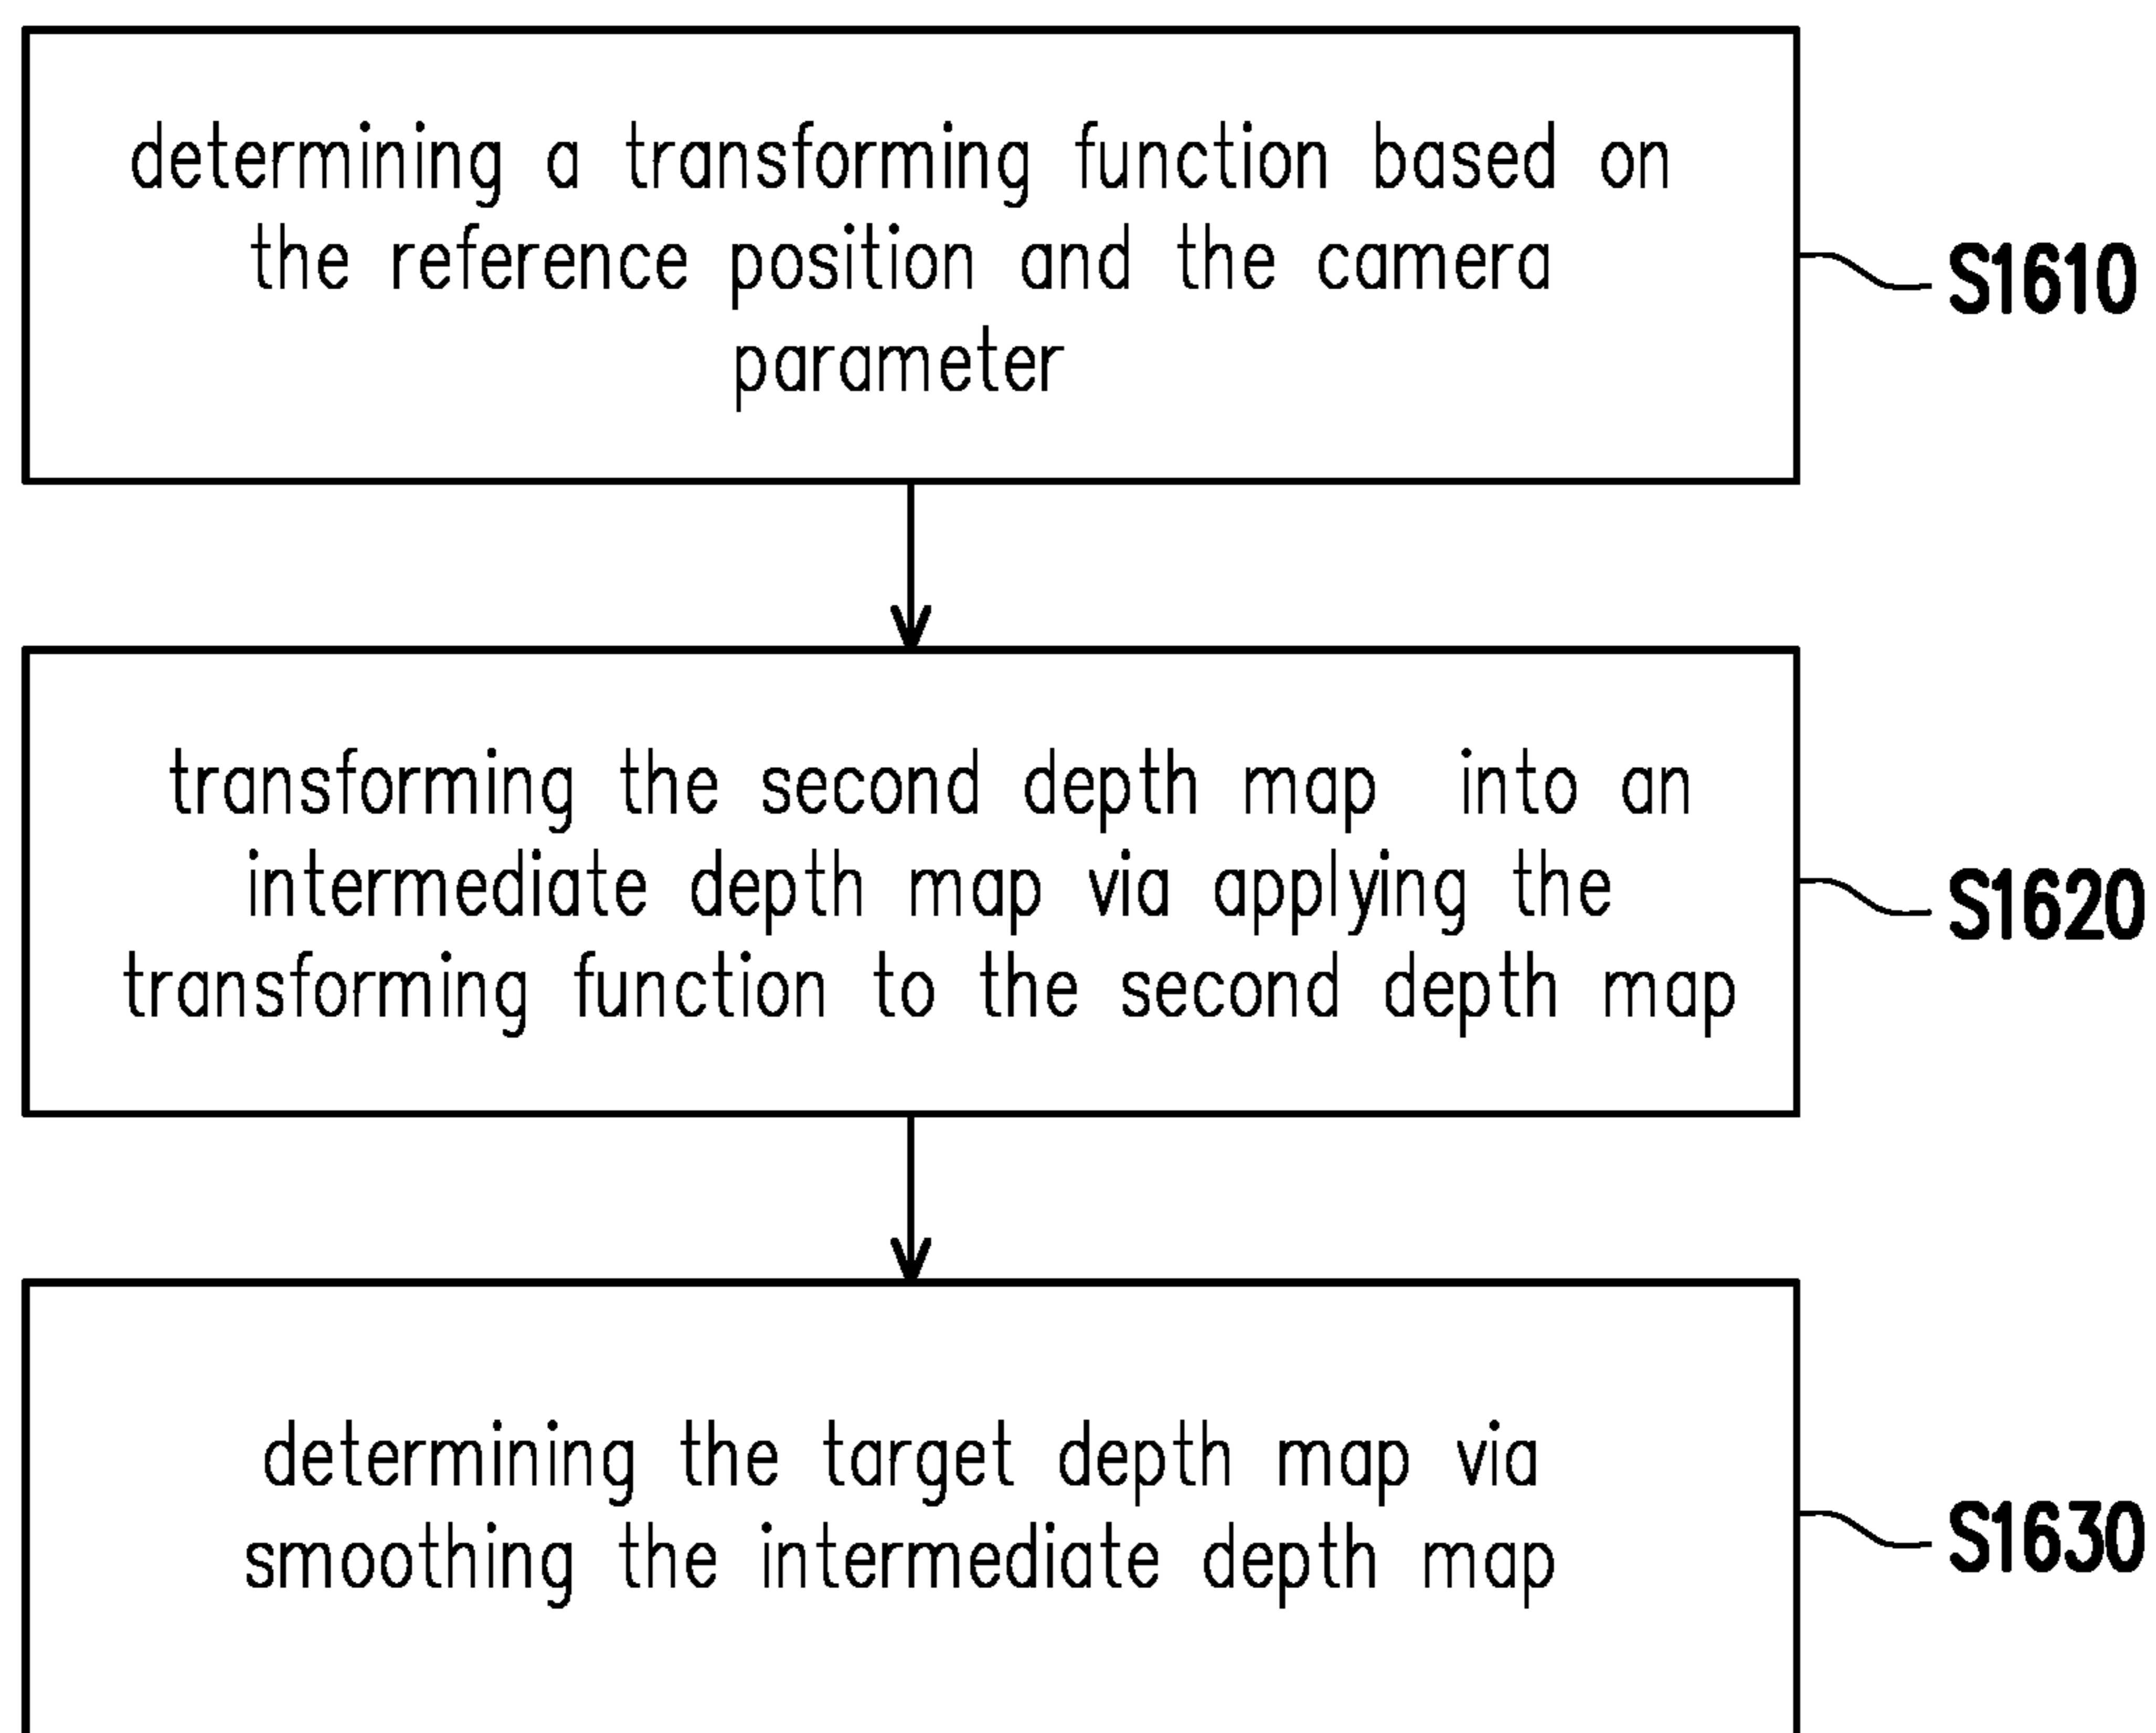 determining a transforming function based on
the reference position and the camera
parameter
S1610
transforming the second depth map into an
intermediate depth map via applying the
transforming function to the second depth map
S1620
determining the target depth map via
smoothing the intermediate depth map
S1630